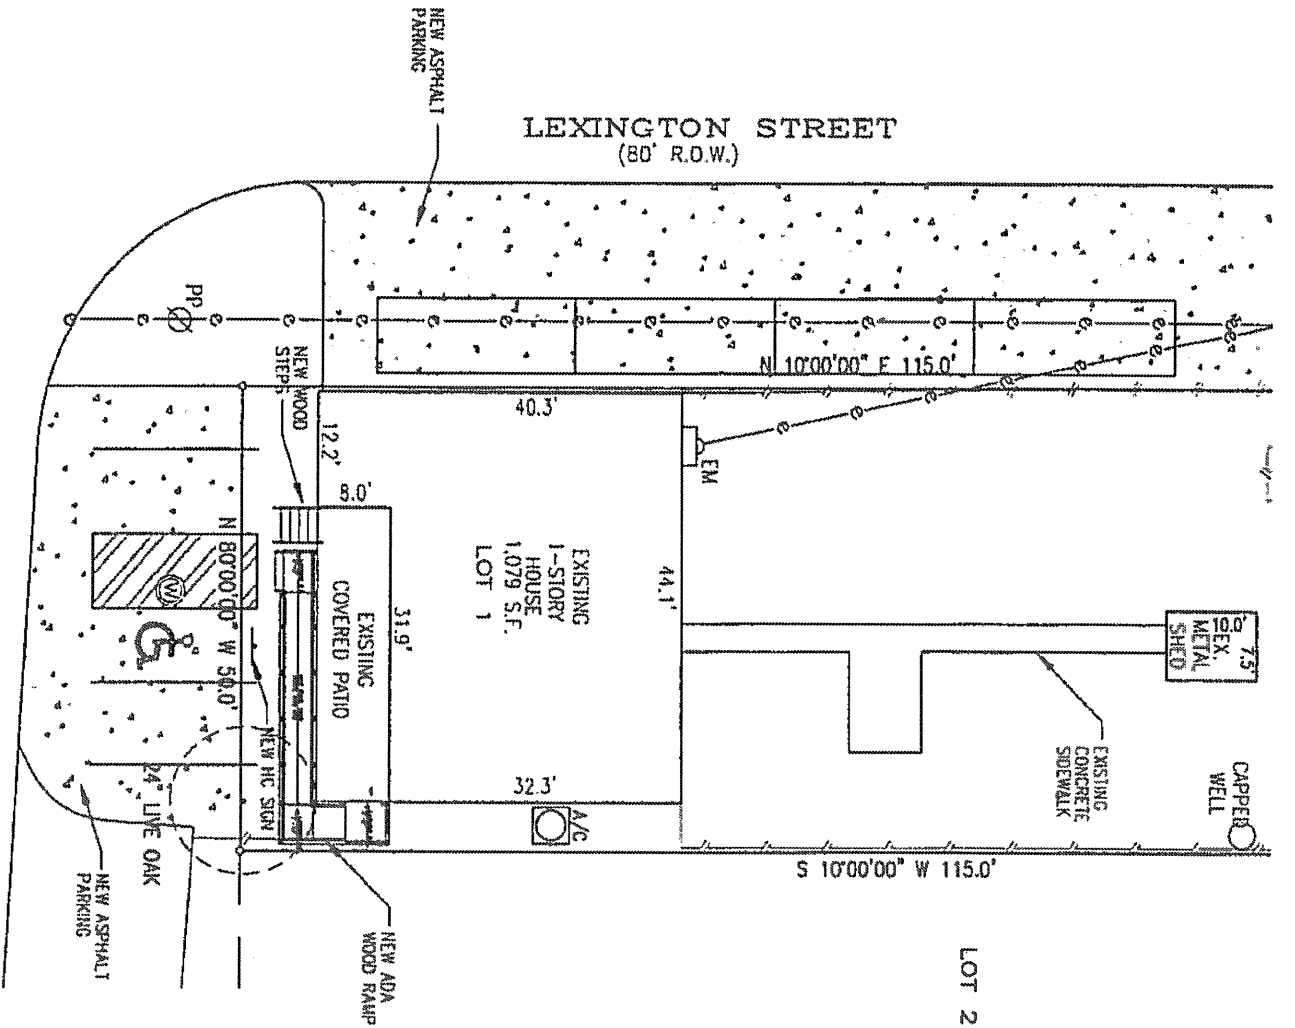 NEW ASPHALT
PARKING
LEXINGTON STREET
(80' R.O.W.)
PP
NEW WOOD
STEPS
N 10°00'00" E 115.0'
40.3'
12.2'
8.0'
EM
EXISTING
1-STORY
HOUSE
1,079 S.F.
LOT 1
44.1'
31.9'
EXISTING
COVERED PATIO
10.0'
7.5'
EX.
METAL
SHED
W
N 80°00'00" W 50.0'
NEW HC SIGN
32.3'
A/C
EXISTING
CONCRETE
SIDEWALK
CAPPED
WELL
S 10°00'00" W 115.0'
24" LIVE OAK
NEW ASPHALT
PARKING
NEW ADA
WOOD RAMP
LOT 2